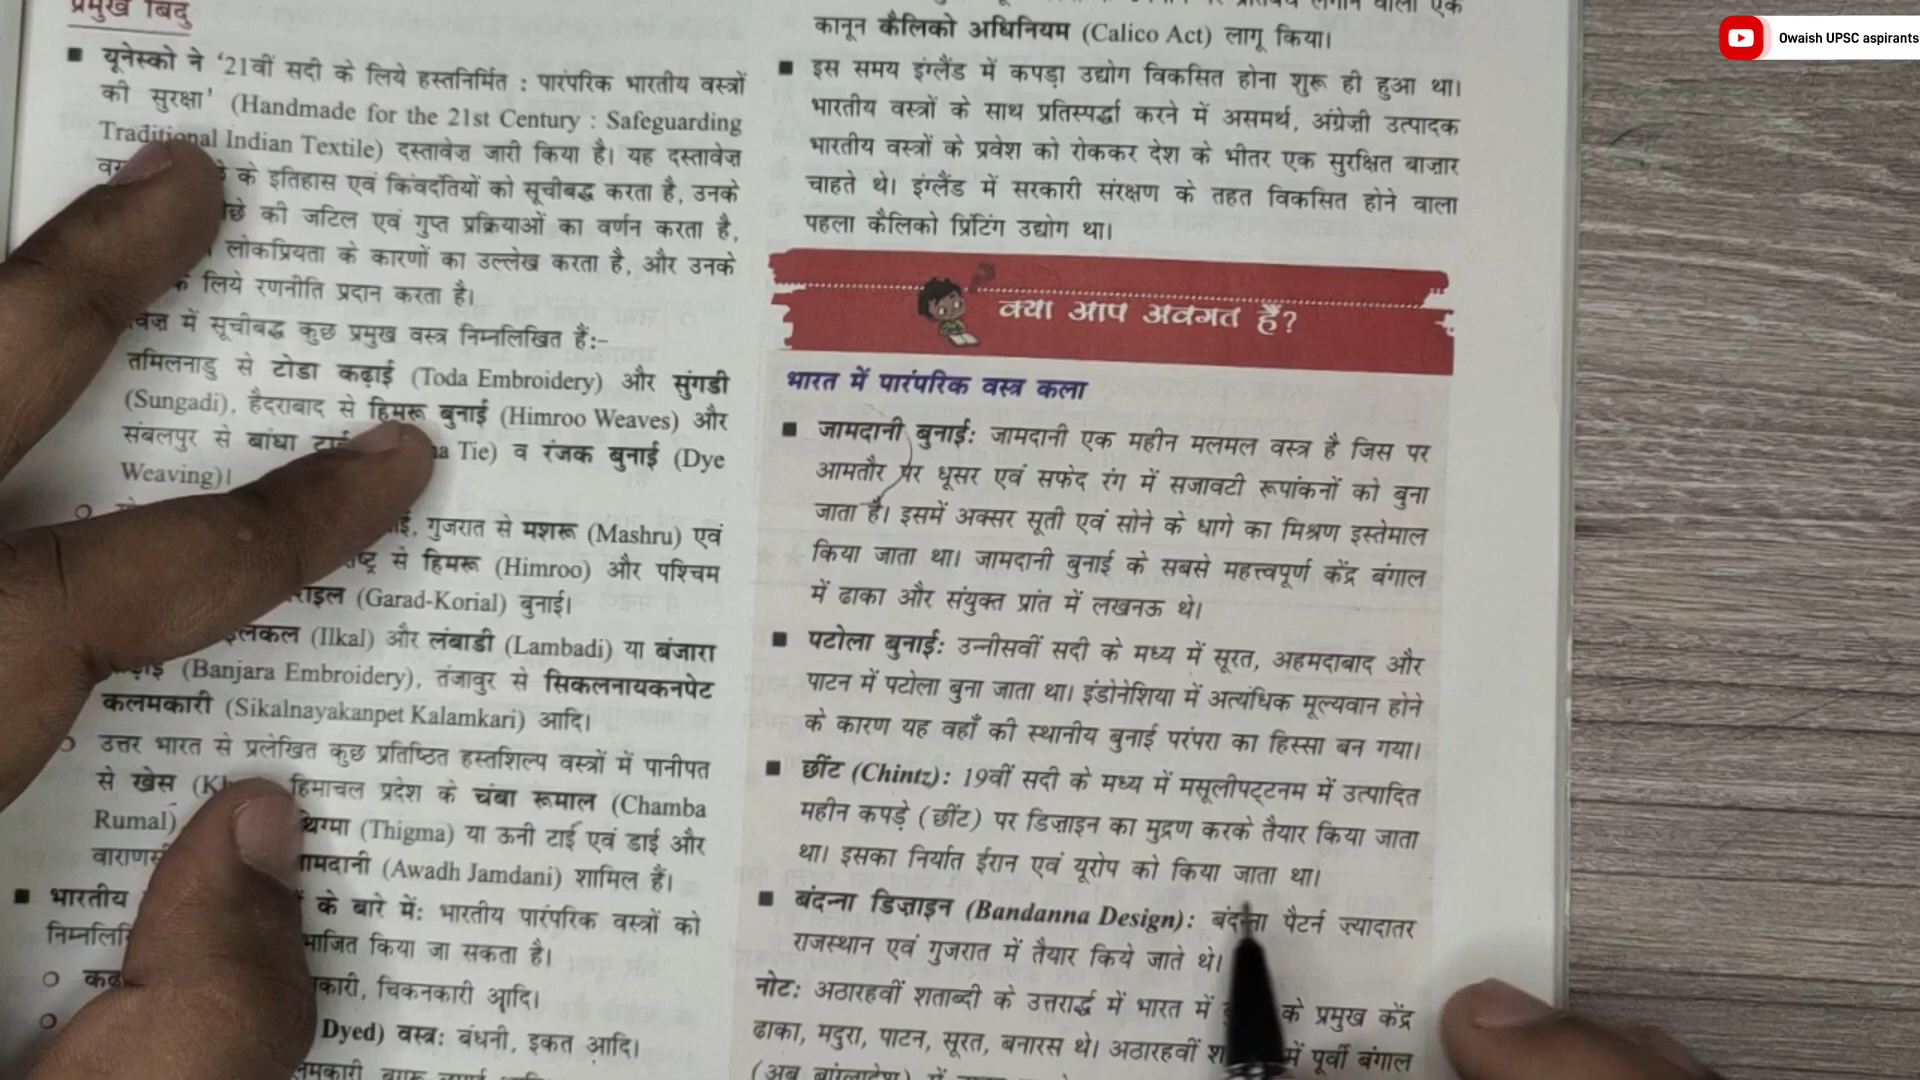 प्रमुख बिंदु
■ यूनेस्को ने ‘21वीं सदी के लिये हस्तनिर्मित : पारंपरिक भारतीय वस्त्रों
की सुरक्षा’ (Handmade for the 21st Century : Safeguarding
Traditional Indian Textile) दस्तावेज़ जारी किया है। यह दस्तावेज़
के इतिहास एवं किंवदंतियों को सूचीबद्ध करता है, उनके
की जटिल एवं गुप्त प्रक्रियाओं का वर्णन करता है,
लोकप्रियता के कारणों का उल्लेख करता है, और उनके
लिये रणनीति प्रदान करता है।
में सूचीबद्ध कुछ प्रमुख वस्त्र निम्नलिखित हैं:-
तमिलनाडु से टोडा कढ़ाई (Toda Embroidery) और सुंगडी
(Sungadi), हैदराबाद से हिमरू बुनाई (Himroo Weaves) और
संबलपुर से बांधा Tie) व रंजक बुनाई (Dye
Weaving)।
गुजरात से मशरू (Mashru) एवं
से हिमरू (Himroo) और पश्चिम
(Garad-Korial) बुनाई।
(Ilkal) और लंबाडी (Lambadi) या बंजारा
(Banjara Embroidery), तंजावुर से सिकलनायकनपेट
कलमकारी (Sikalnayakanpet Kalamkari) आदि।
○ उत्तर भारत से प्रलेखित कुछ प्रतिष्ठित हस्तशिल्प वस्त्रों में पानीपत
से खेस हिमाचल प्रदेश के चंबा रूमाल (Chamba
Rumal) थिग्मा (Thigma) या ऊनी टाई एवं डाई और
(Awadh Jamdani) शामिल हैं।
■ भारतीय के बारे में: भारतीय पारंपरिक वस्त्रों को
किया जा सकता है।
○ चिकनकारी आदि।
○ Dyed) वस्त्र: बंधनी, इकत आदि।
कानून कैलिको अधिनियम (Calico Act) लागू किया।
■ इस समय इंग्लैंड में कपड़ा उद्योग विकसित होना शुरू ही हुआ था।
भारतीय वस्त्रों के साथ प्रतिस्पर्द्धा करने में असमर्थ, अंग्रेज़ी उत्पादक
भारतीय वस्त्रों के प्रवेश को रोककर देश के भीतर एक सुरक्षित बाज़ार
चाहते थे। इंग्लैंड में सरकारी संरक्षण के तहत विकसित होने वाला
पहला कैलिको प्रिंटिंग उद्योग था।
क्या आप अवगत हैं?
भारत में पारंपरिक वस्त्र कला
■ जामदानी बुनाई: जामदानी एक महीन मलमल वस्त्र है जिस पर
आमतौर पर धूसर एवं सफेद रंग में सजावटी रूपांकनों को बुना
जाता है। इसमें अक्सर सूती एवं सोने के धागे का मिश्रण इस्तेमाल
किया जाता था। जामदानी बुनाई के सबसे महत्त्वपूर्ण केंद्र बंगाल
में ढाका और संयुक्त प्रांत में लखनऊ थे।
■ पटोला बुनाई: उन्नीसवीं सदी के मध्य में सूरत, अहमदाबाद और
पाटन में पटोला बुना जाता था। इंडोनेशिया में अत्यधिक मूल्यवान होने
के कारण यह वहाँ की स्थानीय बुनाई परंपरा का हिस्सा बन गया।
■ छींट (Chintz): 19वीं सदी के मध्य में मसूलीपट्टनम में उत्पादित
महीन कपड़े (छींट) पर डिज़ाइन का मुद्रण करके तैयार किया जाता
था। इसका निर्यात ईरान एवं यूरोप को किया जाता था।
■ बंदन्ना डिज़ाइन (Bandanna Design): बंदन्ना पैटर्न ज़्यादातर
राजस्थान एवं गुजरात में तैयार किये जाते थे।
नोट: अठारहवीं शताब्दी के उत्तरार्द्ध में भारत में के प्रमुख केंद्र
ढाका, मदुरा, पाटन, सूरत, बनारस थे। अठारहवीं में पूर्वी बंगाल
(अब बांग्लादेश) में
Owaish UPSC aspirants